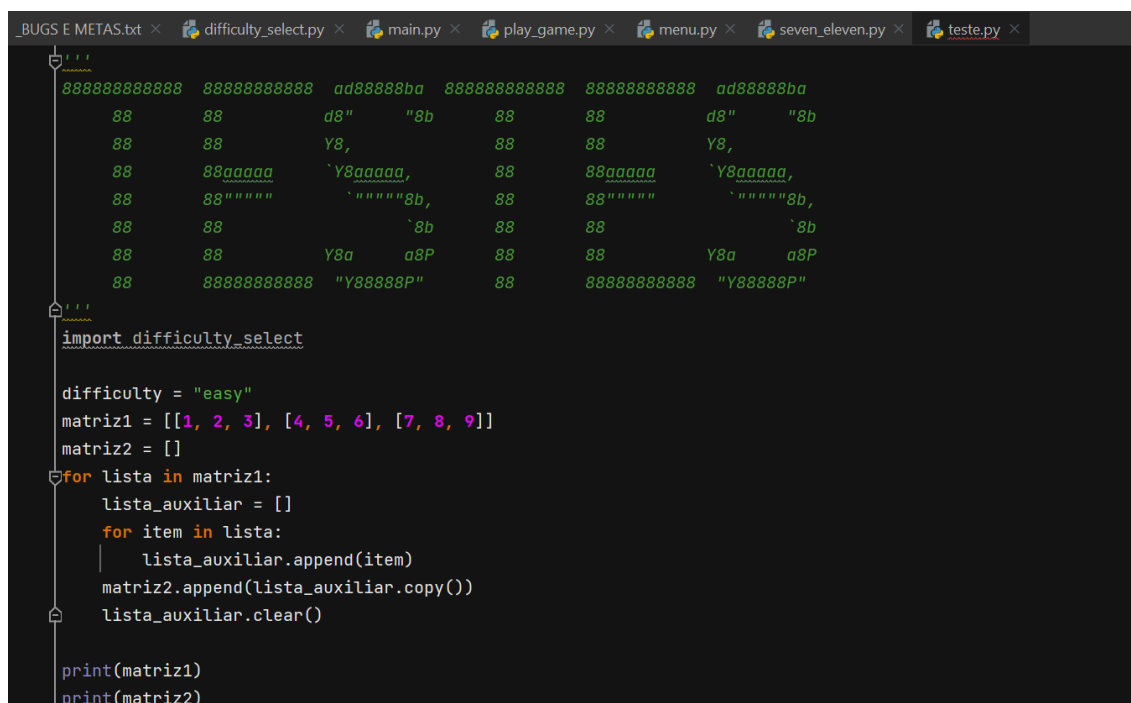 _BUGS E METAS.txt × difficulty_select.py × main.py × play_game.py × menu.py × seven_eleven.py × teste.py ×
'''
888888888888  88888888888  ad88888ba  888888888888  88888888888  ad88888ba
     88       88          d8"     "8b      88       88          d8"     "8b
     88       88          Y8,              88       88          Y8,
     88       88aaaaa     `Y8aaaaa,        88       88aaaaa     `Y8aaaaa,
     88       88"""""       `"""""8b,      88       88"""""       `"""""8b,
     88       88                  `8b      88       88                  `8b
     88       88          Y8a     a8P      88       88          Y8a     a8P
     88       88888888888  "Y88888P"       88       88888888888  "Y88888P"
'''
import difficulty_select

difficulty = "easy"
matriz1 = [[1, 2, 3], [4, 5, 6], [7, 8, 9]]
matriz2 = []
for lista in matriz1:
    lista_auxiliar = []
    for item in lista:
        lista_auxiliar.append(item)
    matriz2.append(lista_auxiliar.copy())
    lista_auxiliar.clear()

print(matriz1)
print(matriz2)